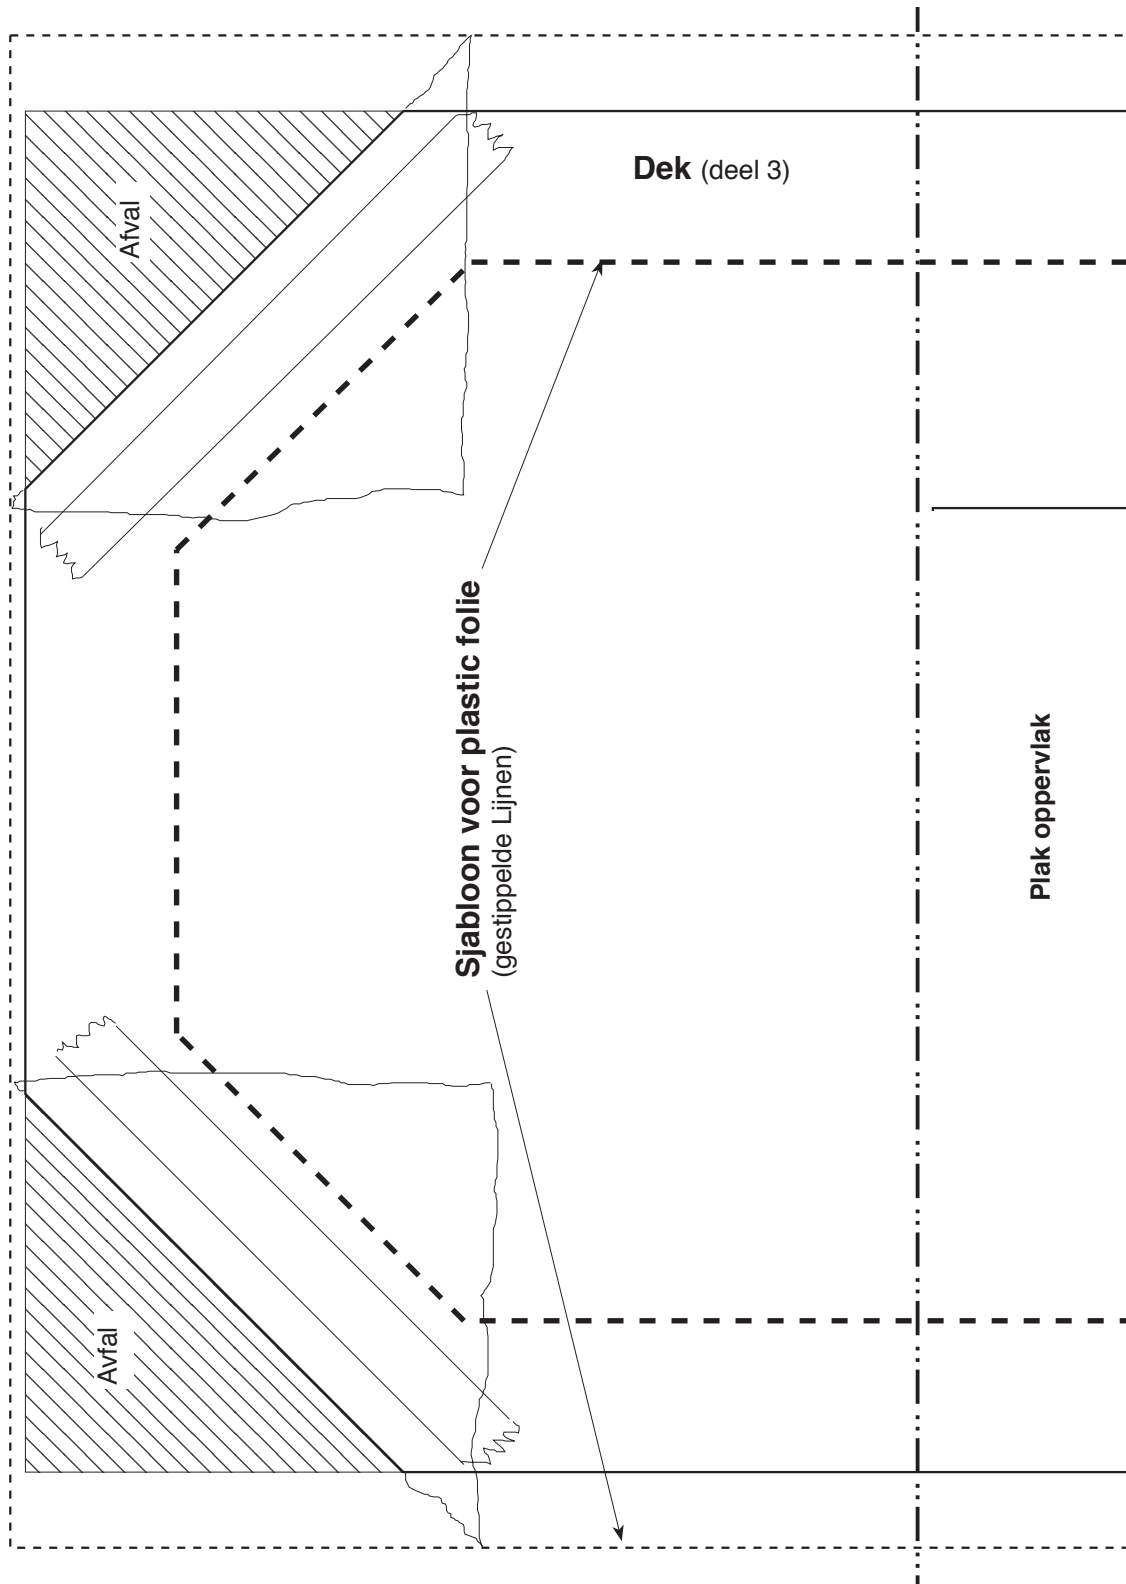 Dek (deel 3)
Afval
Sjabloon voor plastic folie
(gestippelde Lijnen)
Plak oppervlak
Avfal